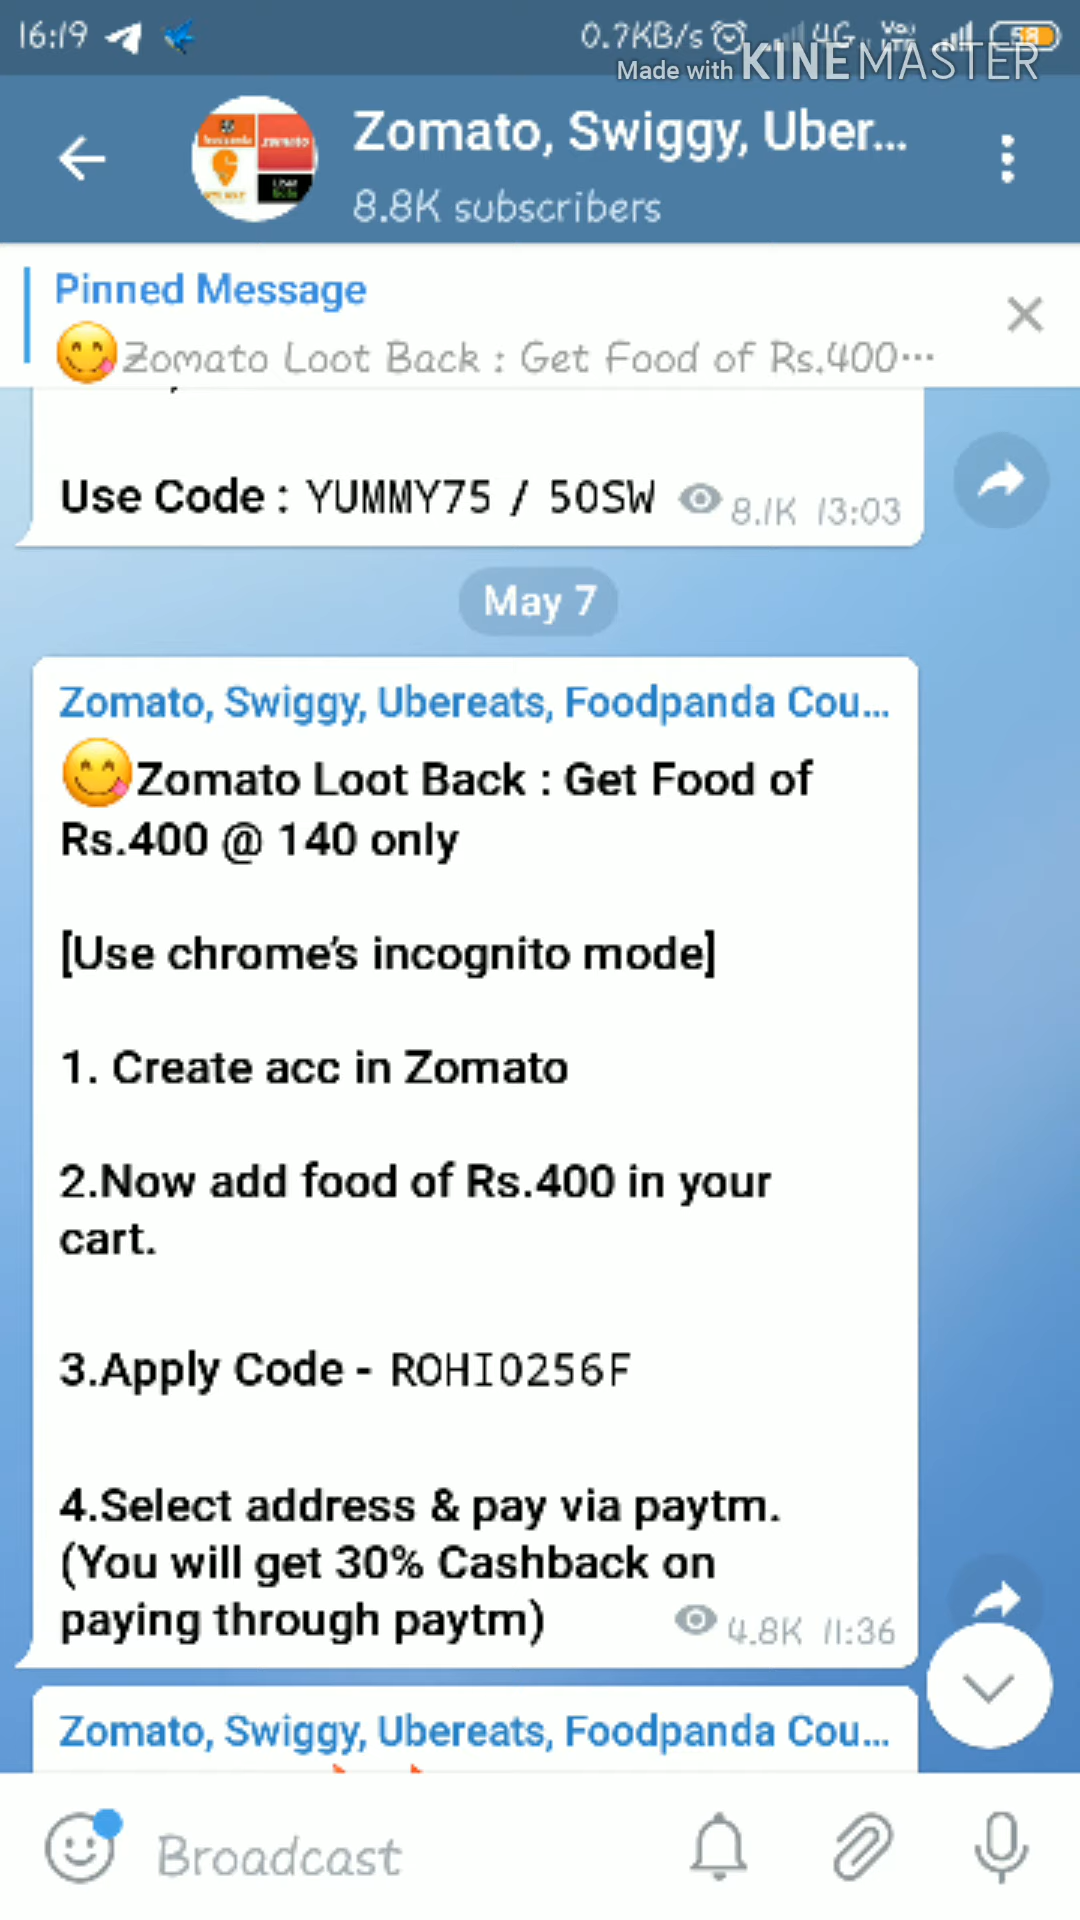 16:19
0.7KB/s 4G 58
Made with KINEMASTER
Zomato, Swiggy, Uber...
8.8K subscribers
Pinned Message
😋Zomato Loot Back : Get Food of Rs.400...
Use Code : YUMMY75 / 50SW 8.1K 13:03
May 7
Zomato, Swiggy, Ubereats, Foodpanda Cou...
😋Zomato Loot Back : Get Food of
Rs.400 @ 140 only
[Use chrome's incognito mode]
1. Create acc in Zomato
2.Now add food of Rs.400 in your
cart.
3.Apply Code - ROHI0256F
4.Select address & pay via paytm.
(You will get 30% Cashback on
paying through paytm) 4.8K 11:36
Zomato, Swiggy, Ubereats, Foodpanda Cou...
Broadcast